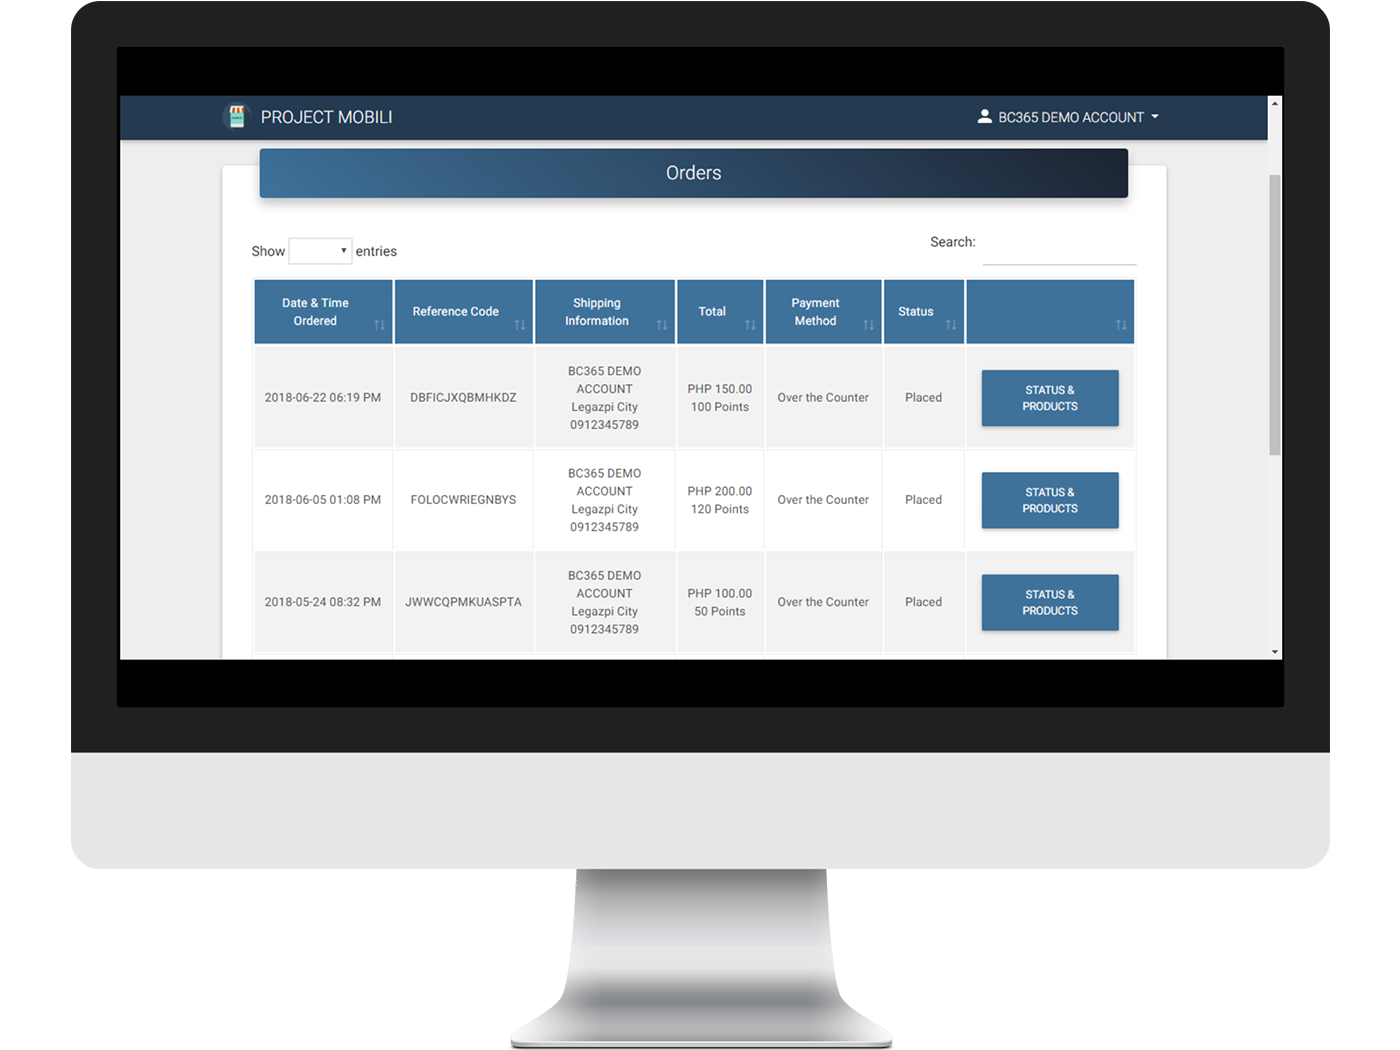 PROJECT MOBILI
BC365 DEMO ACCOUNT
Orders
Show entries
Search:
Date & Time
Ordered
Reference Code
Shipping
Information
Total
Payment
Method
Status
2018-06-22 06:19 PM
DBFICJXQBMHKDZ
BC365 DEMO
ACCOUNT
Legazpi City
0912345789
PHP 150.00
100 Points
Over the Counter
Placed
STATUS &
PRODUCTS
2018-06-05 01:08 PM
FOLOCWRIEGNBYS
BC365 DEMO
ACCOUNT
Legazpi City
0912345789
PHP 200.00
120 Points
Over the Counter
Placed
STATUS &
PRODUCTS
2018-05-24 08:32 PM
JWWCQPMKUASPTA
BC365 DEMO
ACCOUNT
Legazpi City
0912345789
PHP 100.00
50 Points
Over the Counter
Placed
STATUS &
PRODUCTS